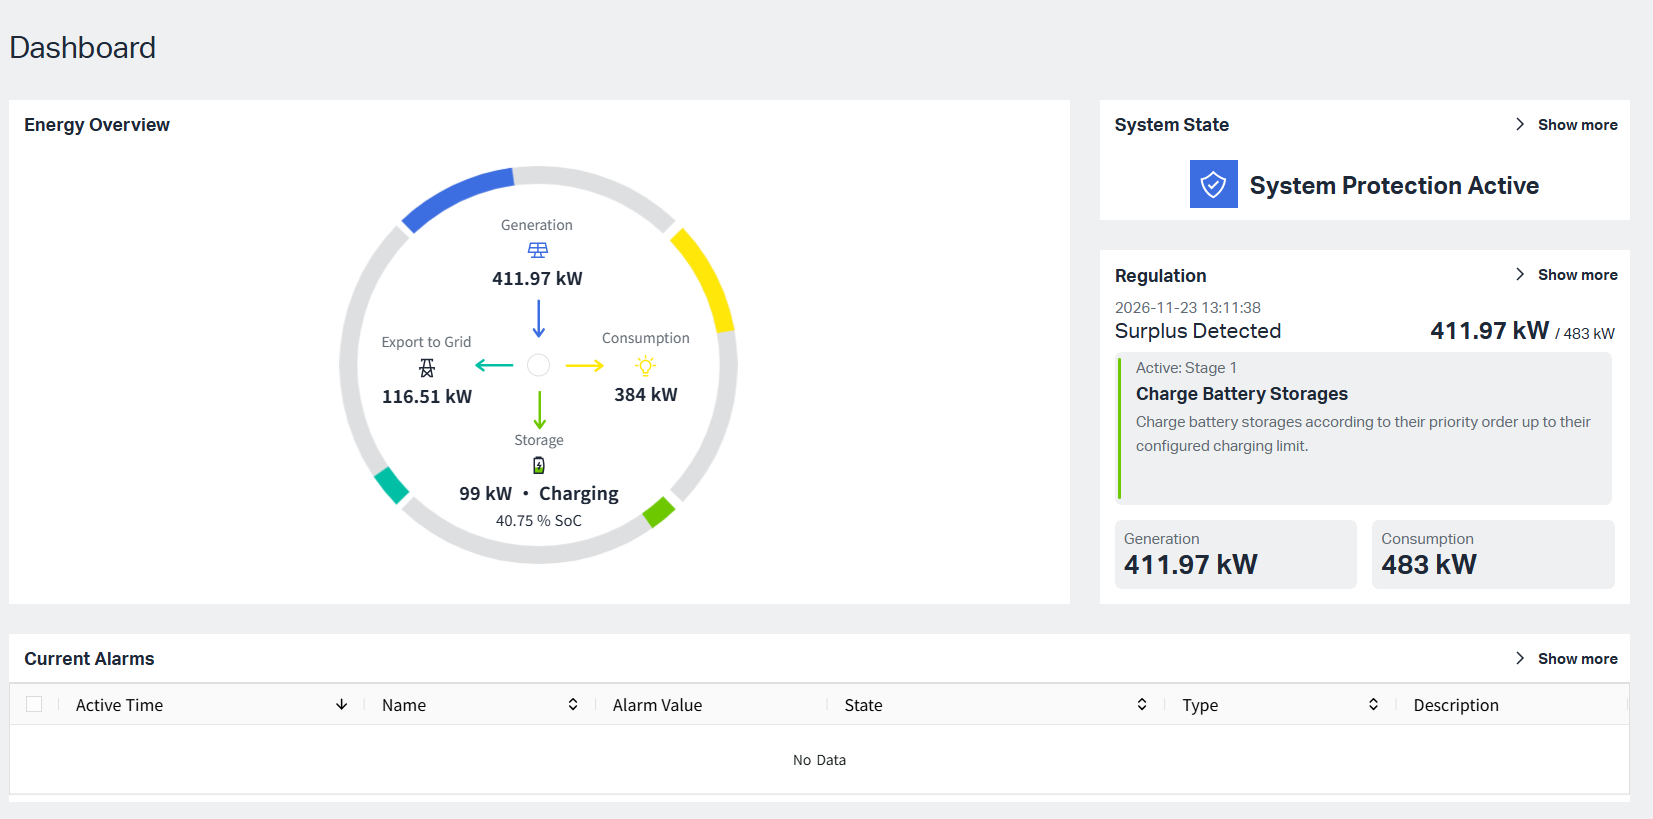 Dashboard
Energy Overview
Generation
411.97 kW
Export to Grid
116.51 kW
Consumption
384 kW
Storage
99 kW • Charging
40.75 % SoC
System State
Show more
System Protection Active
Regulation
Show more
2026-11-23 13:11:38
Surplus Detected
411.97 kW / 483 kW
Active: Stage 1
Charge Battery Storages
Charge battery storages according to their priority order up to their
configured charging limit.
Generation
411.97 kW
Consumption
483 kW
Current Alarms
Show more
Active Time Name Alarm Value State Type Description
No Data